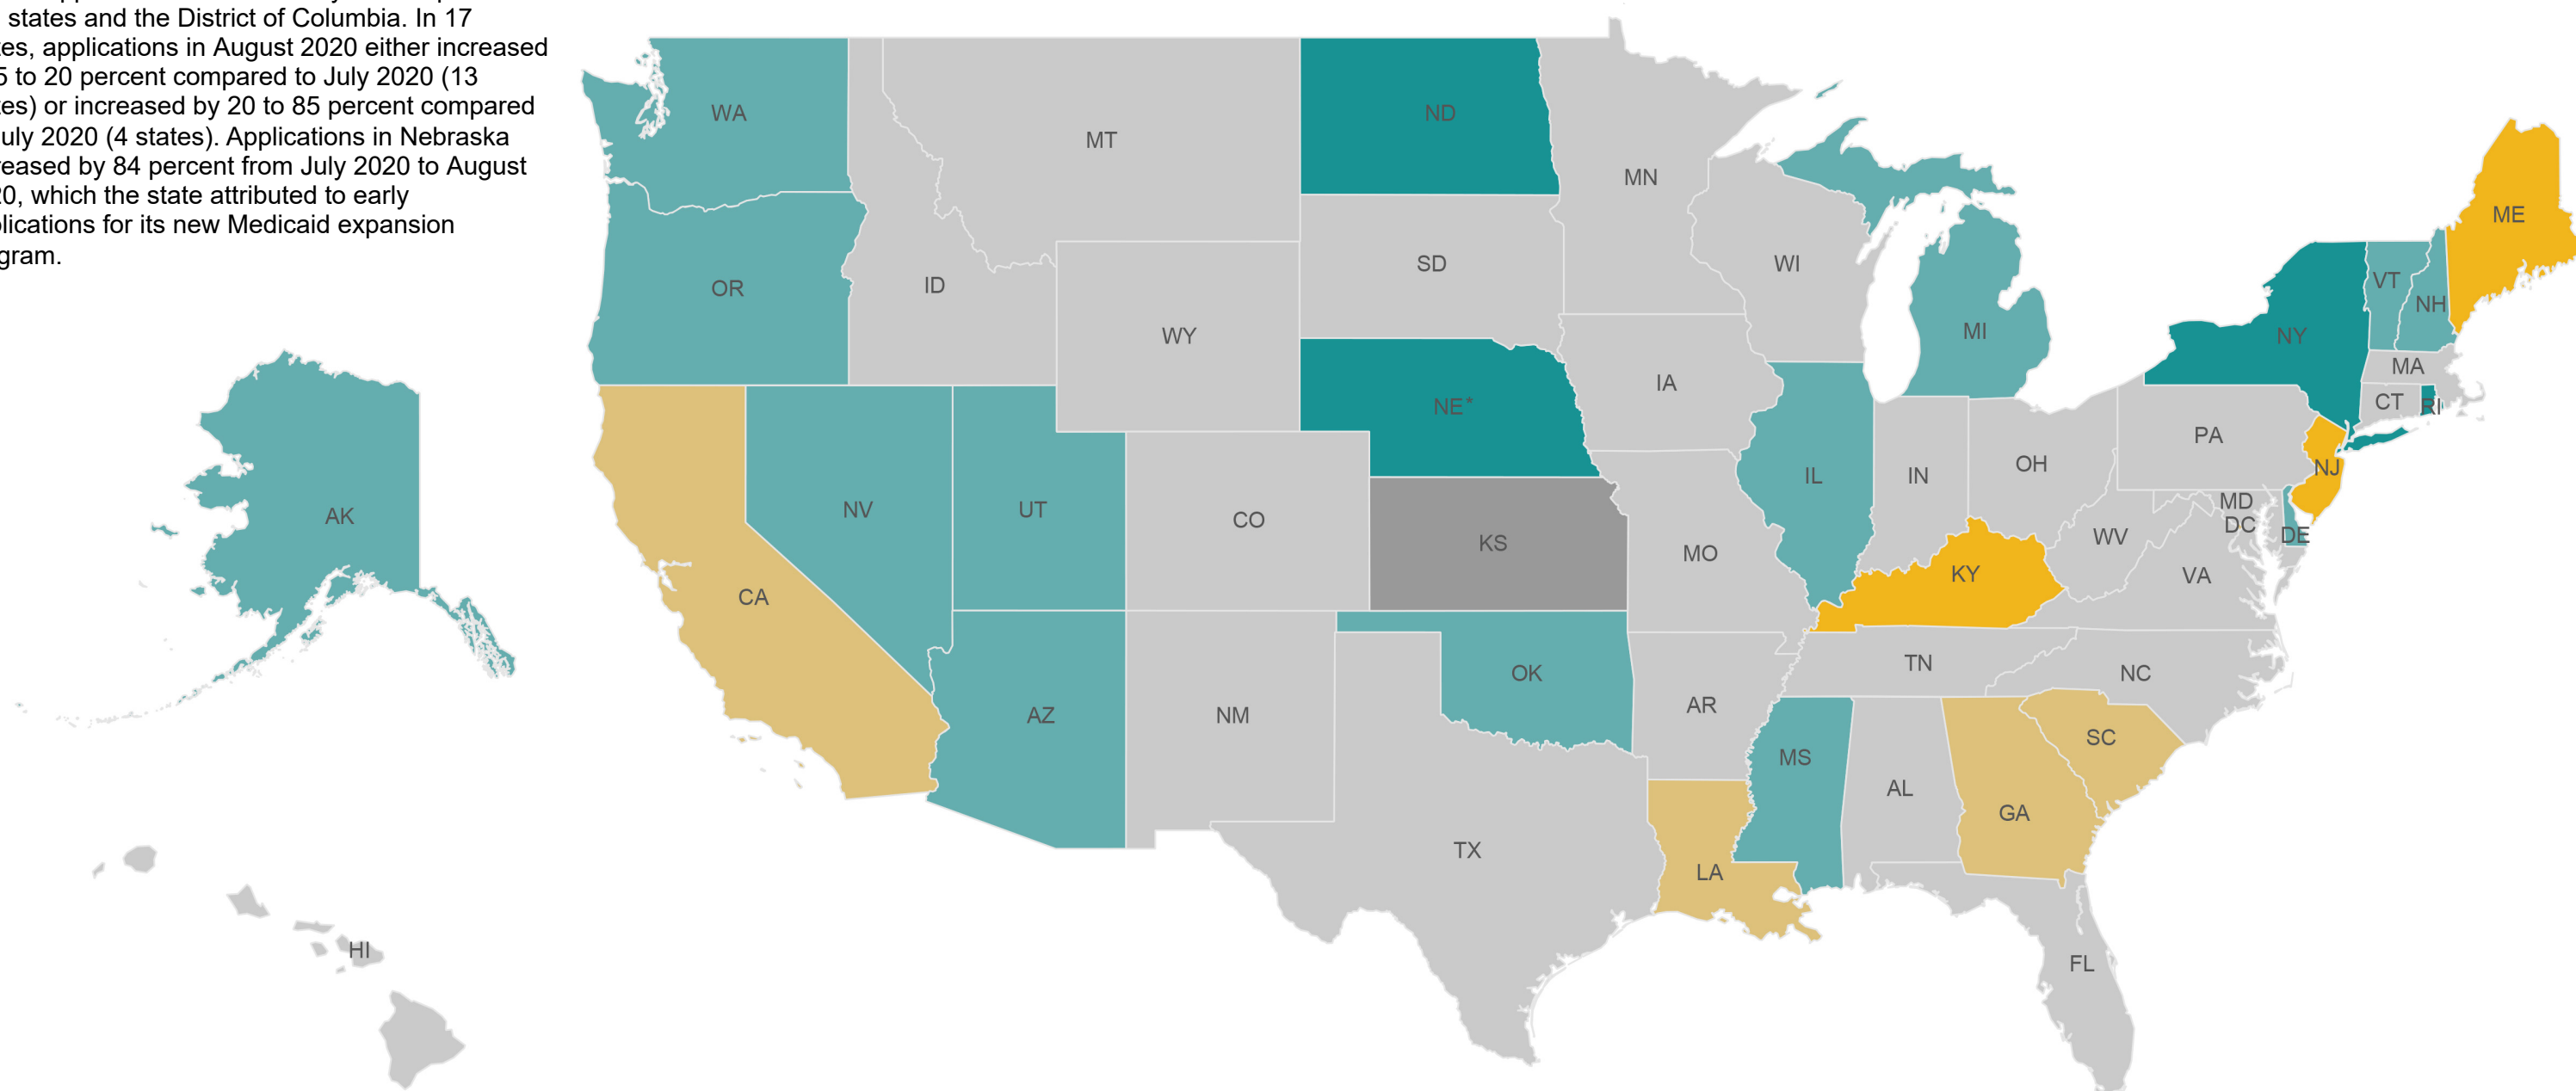 states and the District of Columbia. In 17
tes, applications in August 2020 either increased
5 to 20 percent compared to July 2020 (13
tes) or increased by 20 to 85 percent compared
uly 2020 (4 states). Applications in Nebraska
reased by 84 percent from July 2020 to August
20, which the state attributed to early
plications for its new Medicaid expansion
gram.
WA
MT
ND
MN
ME
OR
ID
SD
WI
VT
NH
WY
MI
NY
MA
IA
NE*
CT
RI
PA
OH
NJ
IL
IN
MD
DC
DE
AK
NV
UT
CO
KS
MO
WV
VA
CA
KY
TN
NC
OK
AR
AZ
NM
SC
MS
AL
GA
TX
LA
HI
FL